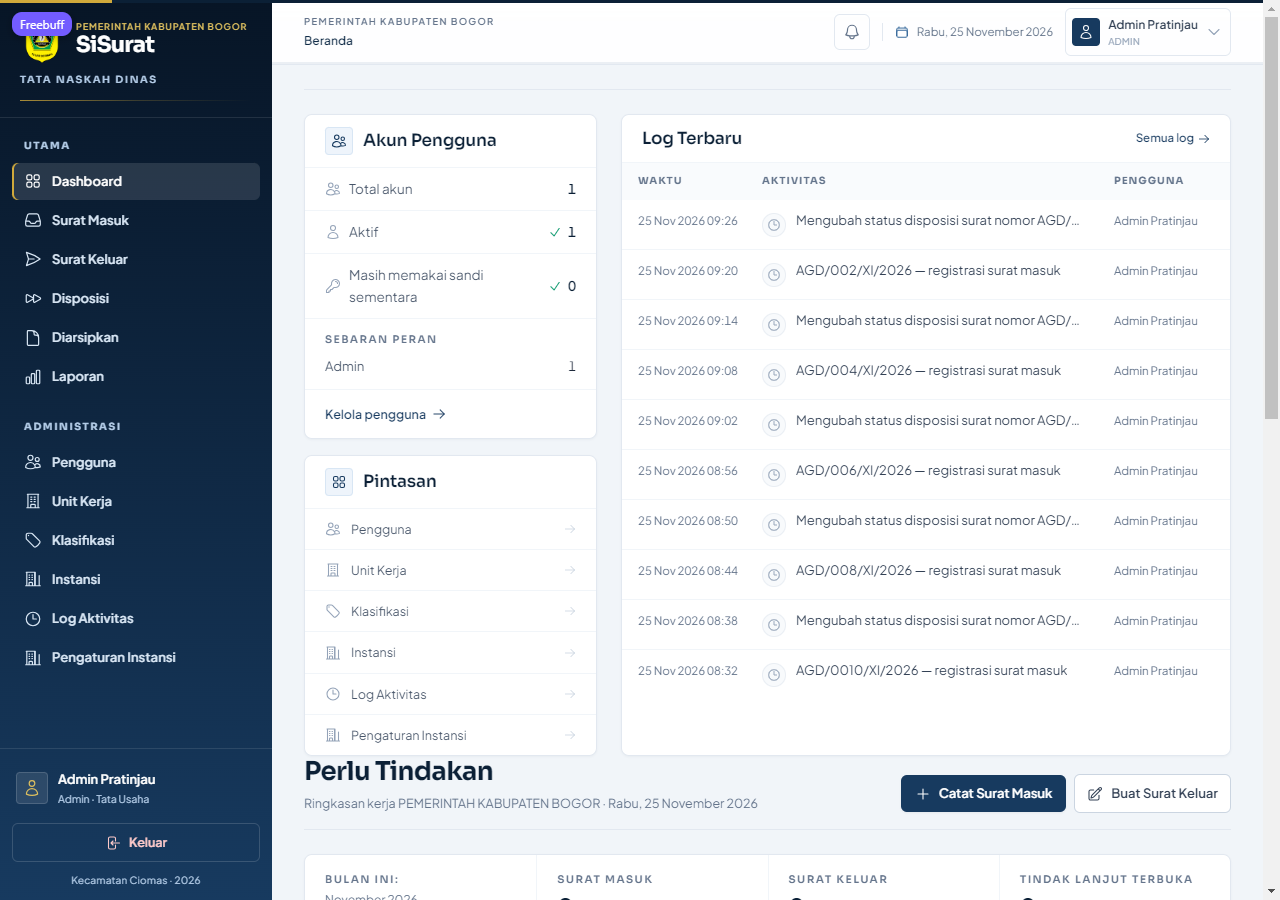 Freebuff
PEMERINTAH KABUPATEN BOGOR
SiSurat
TATA NASKAH DINAS
UTAMA
Dashboard
Surat Masuk
Surat Keluar
Disposisi
Diarsipkan
Laporan
ADMINISTRASI
Pengguna
Unit Kerja
Klasifikasi
Instansi
Log Aktivitas
Pengaturan Instansi
Admin Pratinjau
Admin · Tata Usaha
Keluar
Kecamatan Ciomas · 2026
PEMERINTAH KABUPATEN BOGOR
Beranda
Rabu, 25 November 2026
Admin Pratinjau
ADMIN
Akun Pengguna
Total akun 1
Aktif 1
Masih memakai sandi
sementara 0
SEBARAN PERAN
Admin 1
Kelola pengguna →
Pintasan
Pengguna →
Unit Kerja →
Klasifikasi →
Instansi →
Log Aktivitas →
Pengaturan Instansi →
Log Terbaru
Semua log →
WAKTU AKTIVITAS PENGGUNA
25 Nov 2026 09:26 Mengubah status disposisi surat nomor AGD/... Admin Pratinjau
25 Nov 2026 09:20 AGD/002/XI/2026 — registrasi surat masuk Admin Pratinjau
25 Nov 2026 09:14 Mengubah status disposisi surat nomor AGD/... Admin Pratinjau
25 Nov 2026 09:08 AGD/004/XI/2026 — registrasi surat masuk Admin Pratinjau
25 Nov 2026 09:02 Mengubah status disposisi surat nomor AGD/... Admin Pratinjau
25 Nov 2026 08:56 AGD/006/XI/2026 — registrasi surat masuk Admin Pratinjau
25 Nov 2026 08:50 Mengubah status disposisi surat nomor AGD/... Admin Pratinjau
25 Nov 2026 08:44 AGD/008/XI/2026 — registrasi surat masuk Admin Pratinjau
25 Nov 2026 08:38 Mengubah status disposisi surat nomor AGD/... Admin Pratinjau
25 Nov 2026 08:32 AGD/0010/XI/2026 — registrasi surat masuk Admin Pratinjau
Perlu Tindakan
Ringkasan kerja PEMERINTAH KABUPATEN BOGOR · Rabu, 25 November 2026
Catat Surat Masuk
Buat Surat Keluar
BULAN INI: SURAT MASUK SURAT KELUAR TINDAK LANJUT TERBUKA
November 2026